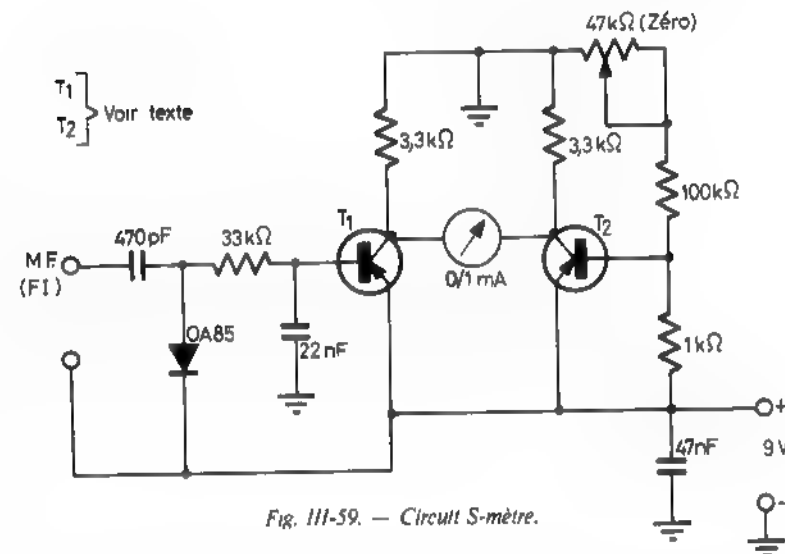 47kΩ (Zéro)
T1
T2
Voir texte
3,3kΩ
3,3kΩ
100kΩ
T1
T2
470pF
33kΩ
M.F.
(FI)
0/1 mA
OA85
22nF
1kΩ
+
47nF
9V
-
Fig. III-59. — Circuit S-mètre.